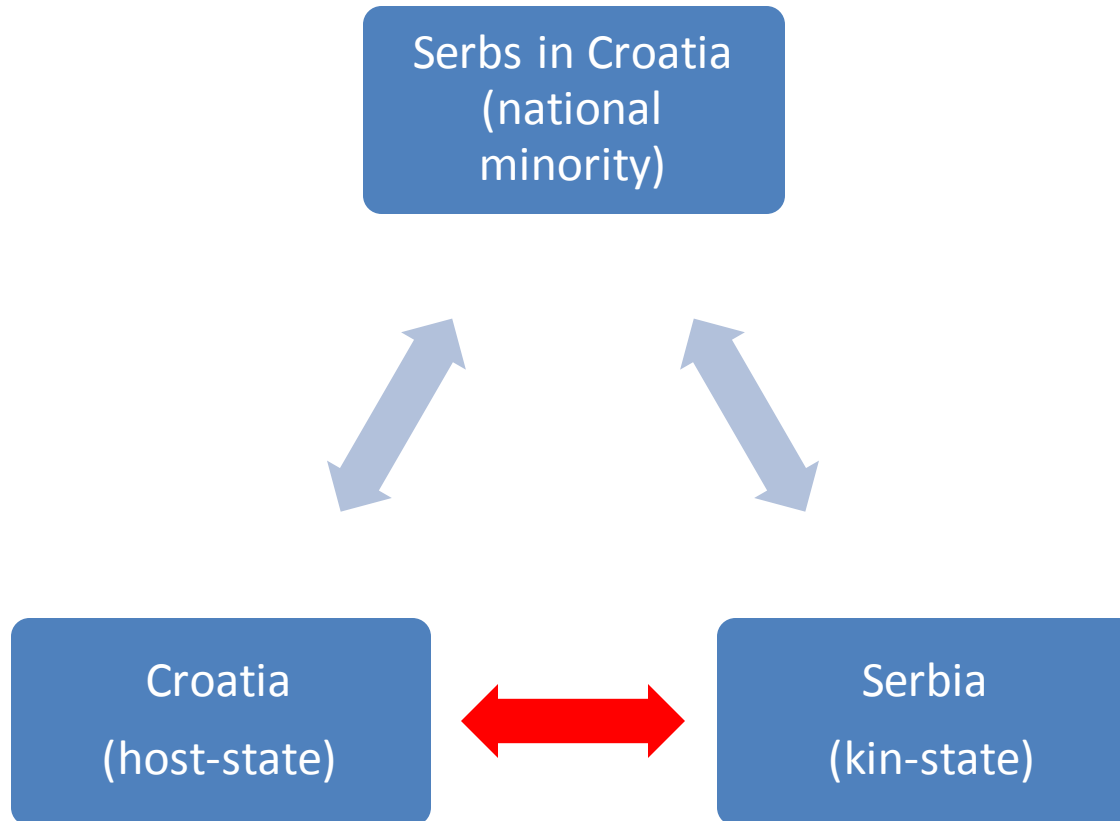 Serbs in Croatia
(national
minority)
Croatia
(host-state)
Serbia
(kin-state)